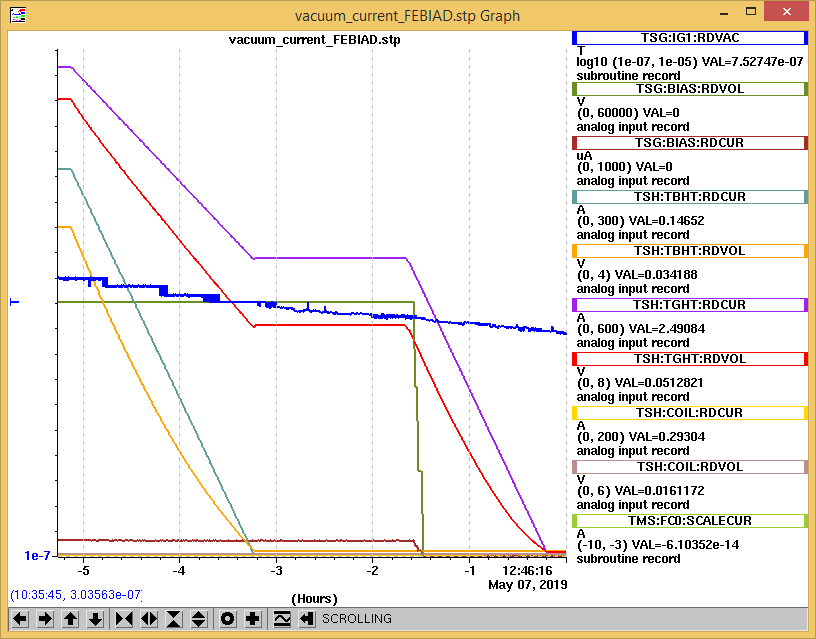 vacuum_current_FEBIAD.stp Graph
vacuum_current_FEBIAD.stp
T
1e-7
-5
-4
-3
-2
-1
12:46:16
May 07, 2019
(Hours)
(10:35:45, 3.03563e-07)
TSG:IG1:RDVAC
T
log10 (1e-07, 1e-05) VAL=7.52747e-07
subroutine record
TSG:BIAS:RDVOL
V
(0, 60000) VAL=0
analog input record
TSG:BIAS:RDCUR
uA
(0, 1000) VAL=0
analog input record
TSH:TBHT:RDCUR
A
(0, 300) VAL=0.14652
analog input record
TSH:TBHT:RDVOL
V
(0, 4) VAL=0.034188
analog input record
TSH:TGHT:RDCUR
A
(0, 600) VAL=2.49084
analog input record
TSH:TGHT:RDVOL
V
(0, 8) VAL=0.0512821
analog input record
TSH:COIL:RDCUR
A
(0, 200) VAL=0.29304
analog input record
TSH:COIL:RDVOL
V
(0, 6) VAL=0.0161172
analog input record
TMS:FC0:SCALECUR
A
(-10, -3) VAL=-6.10352e-14
subroutine record
SCROLLING